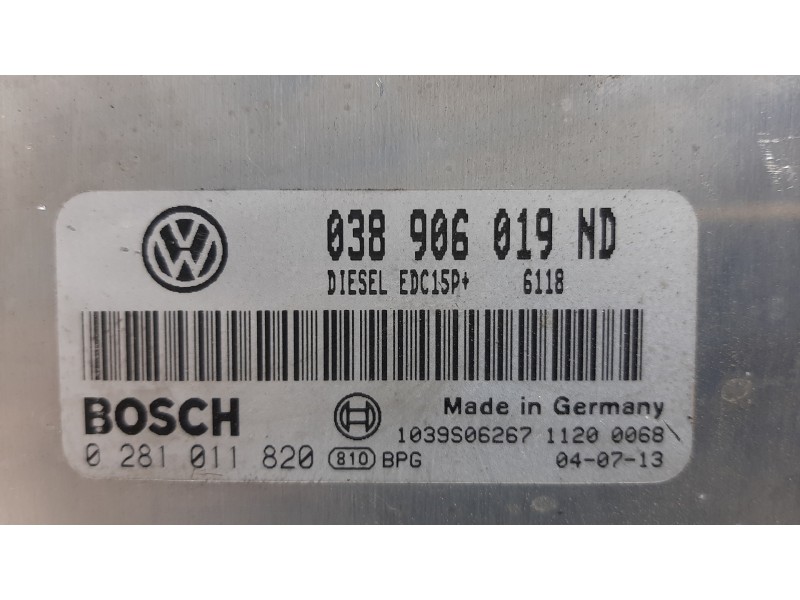 038 906 019 ND
DIESEL EDC15P+ 6118
BOSCH
Made in Germany
1039S06267 1120 0068
0 281 011 820 810 BPG 04-07-13